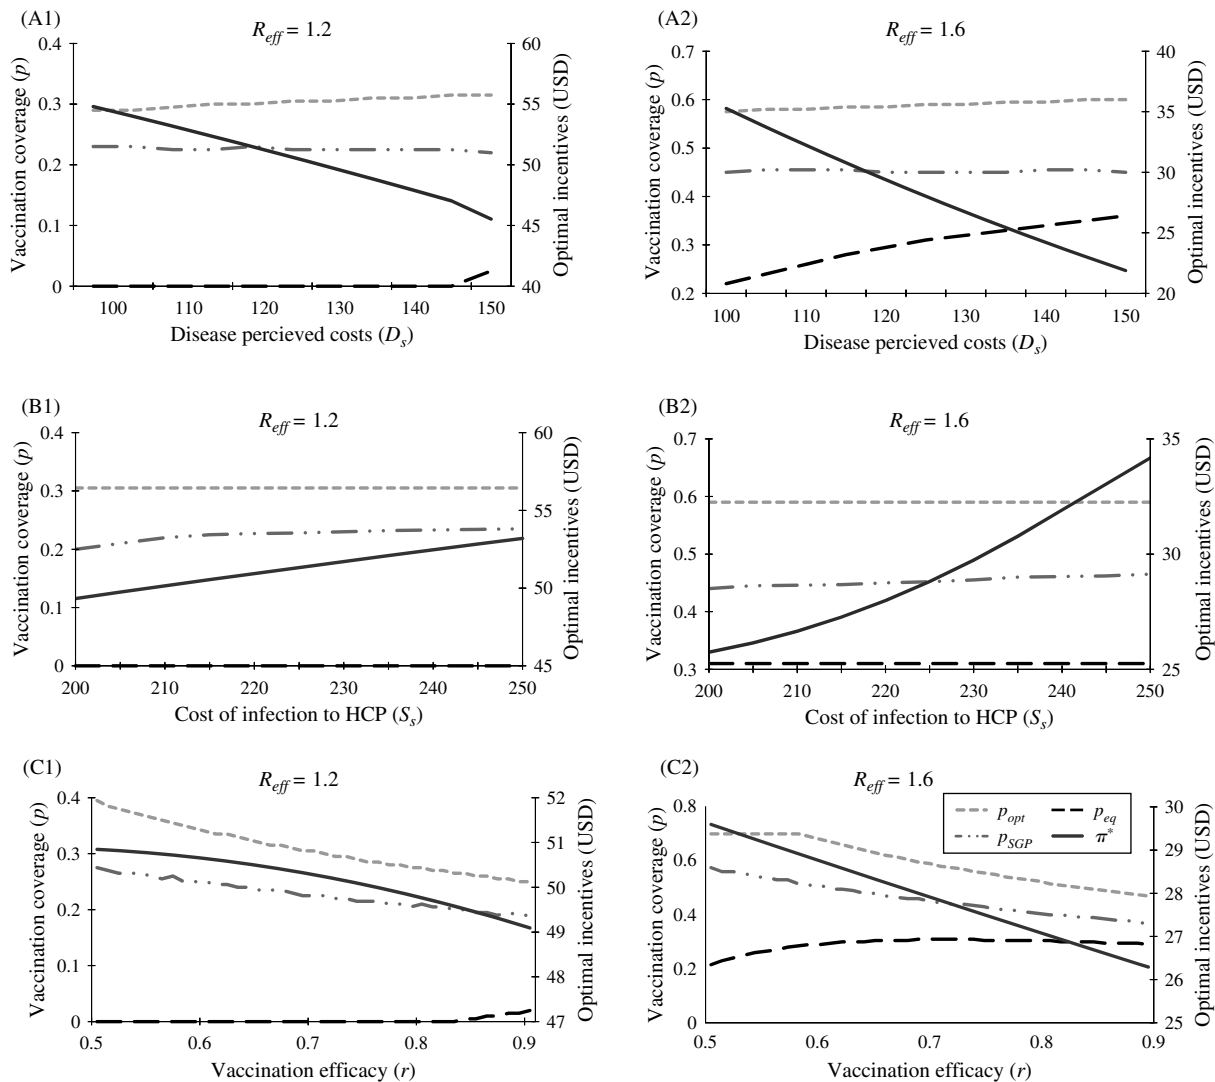 (A1)
R_eff = 1.2
Vaccination coverage (p)
0.4
0.3
0.2
0.1
0
60
55
50
45
40
Optimal incentives (USD)
100 110 120 130 140 150
Disease percieved costs (D_s)
(A2)
R_eff = 1.6
Vaccination coverage (p)
0.7
0.6
0.5
0.4
0.3
0.2
40
35
30
25
20
Optimal incentives (USD)
100 110 120 130 140 150
Disease percieved costs (D_s)
(B1)
R_eff = 1.2
Vaccination coverage (p)
0.4
0.3
0.2
0.1
0
60
55
50
45
Optimal incentives (USD)
200 210 220 230 240 250
Cost of infection to HCP (S_s)
(B2)
R_eff = 1.6
Vaccination coverage (p)
0.7
0.6
0.5
0.4
0.3
35
30
25
Optimal incentives (USD)
200 210 220 230 240 250
Cost of infection to HCP (S_s)
(C1)
R_eff = 1.2
Vaccination coverage (p)
0.4
0.3
0.2
0.1
0
52
51
50
49
48
47
Optimal incentives (USD)
0.5 0.6 0.7 0.8 0.9
Vaccination efficacy (r)
(C2)
R_eff = 1.6
p_opt p_eq
p_SGP π*
Vaccination coverage (p)
0.8
0.6
0.4
0.2
0
30
29
28
27
26
25
Optimal incentives (USD)
0.5 0.6 0.7 0.8 0.9
Vaccination efficacy (r)